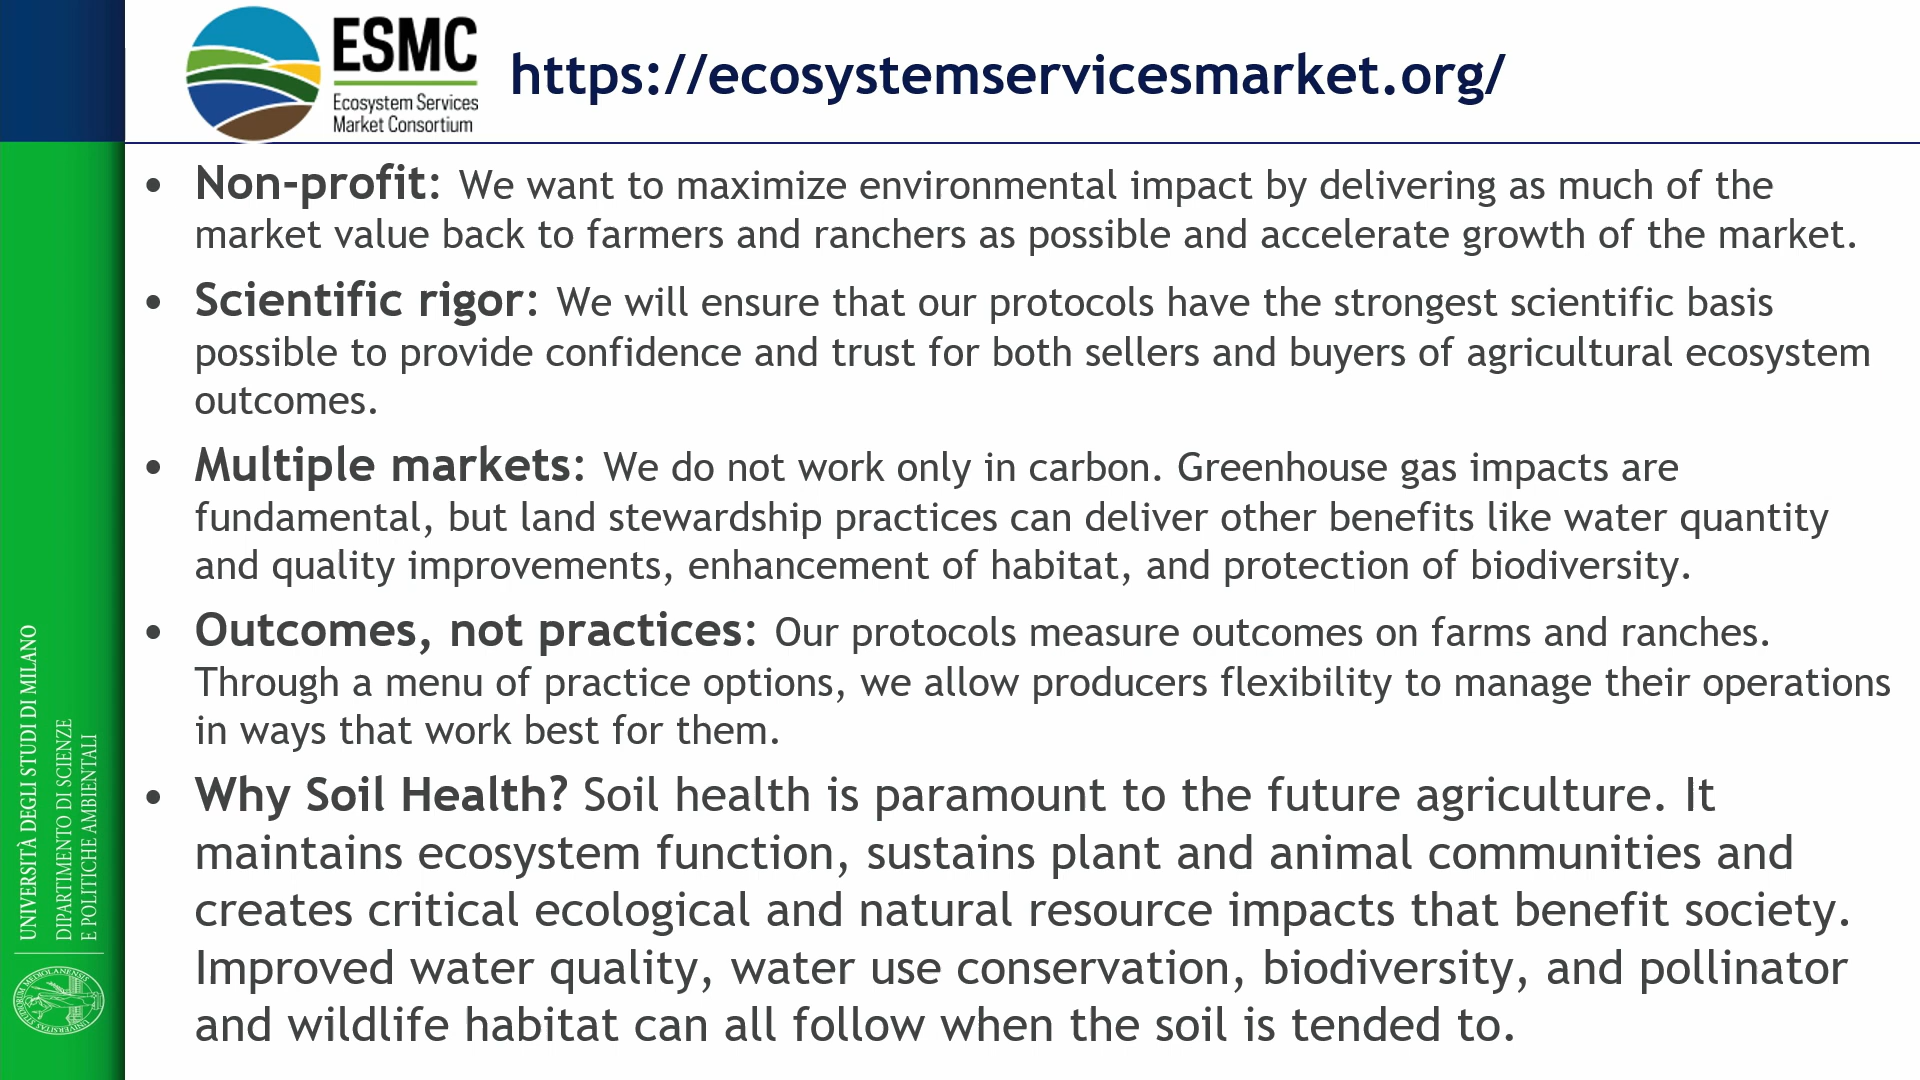 ESMC
Ecosystem Services
Market Consortium
https://ecosystemservicesmarket.org/
• Non-profit: We want to maximize environmental impact by delivering as much of the
market value back to farmers and ranchers as possible and accelerate growth of the market.
• Scientific rigor: We will ensure that our protocols have the strongest scientific basis
possible to provide confidence and trust for both sellers and buyers of agricultural ecosystem
outcomes.
• Multiple markets: We do not work only in carbon. Greenhouse gas impacts are
fundamental, but land stewardship practices can deliver other benefits like water quantity
and quality improvements, enhancement of habitat, and protection of biodiversity.
• Outcomes, not practices: Our protocols measure outcomes on farms and ranches.
Through a menu of practice options, we allow producers flexibility to manage their operations
in ways that work best for them.
• Why Soil Health? Soil health is paramount to the future agriculture. It
maintains ecosystem function, sustains plant and animal communities and
creates critical ecological and natural resource impacts that benefit society.
Improved water quality, water use conservation, biodiversity, and pollinator
and wildlife habitat can all follow when the soil is tended to.
UNIVERSITÀ DEGLI STUDI DI MILANO
DIPARTIMENTO DI SCIENZE
E POLITICHE AMBIENTALI
UNIVERSITAS STUDIORUM MEDIOLANENSIS